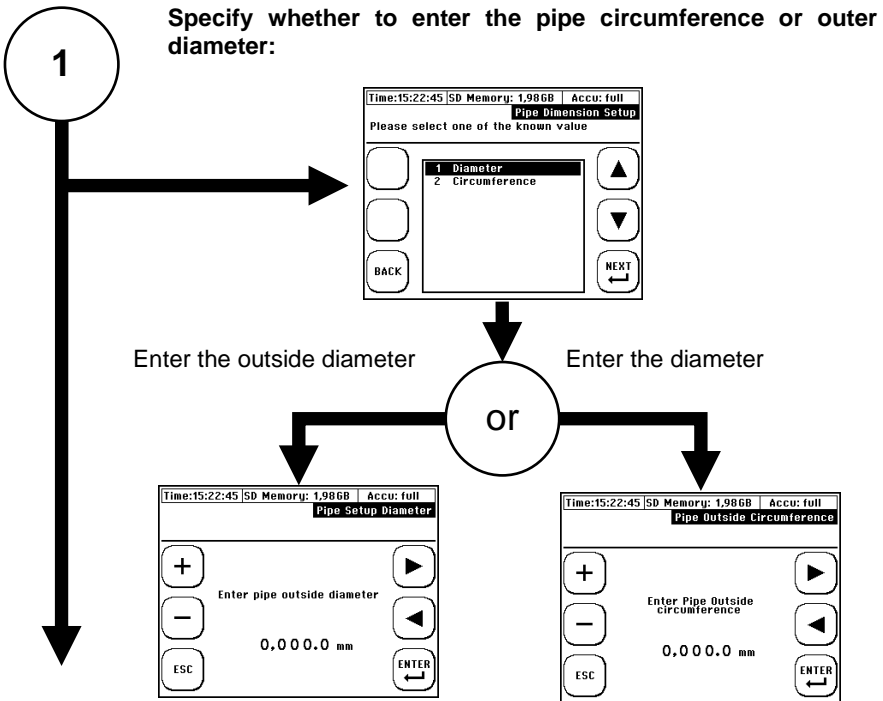 1
Specify whether to enter the pipe circumference or outer
diameter:
Time:15:22:45 SD Memory: 1,98GB Accu: full
Pipe Dimension Setup
Please select one of the known value
1 Diameter
2 Circumference
BACK
NEXT
Enter the outside diameter
Enter the diameter
or
Time:15:22:45 SD Memory: 1,98GB Accu: full
Pipe Setup Diameter
+
Enter pipe outside diameter
−
0,000.0 mm
ESC
ENTER
Time:15:22:45 SD Memory: 1,98GB Accu: full
Pipe Outside Circumference
+
Enter Pipe Outside
circumference
−
0,000.0 mm
ESC
ENTER